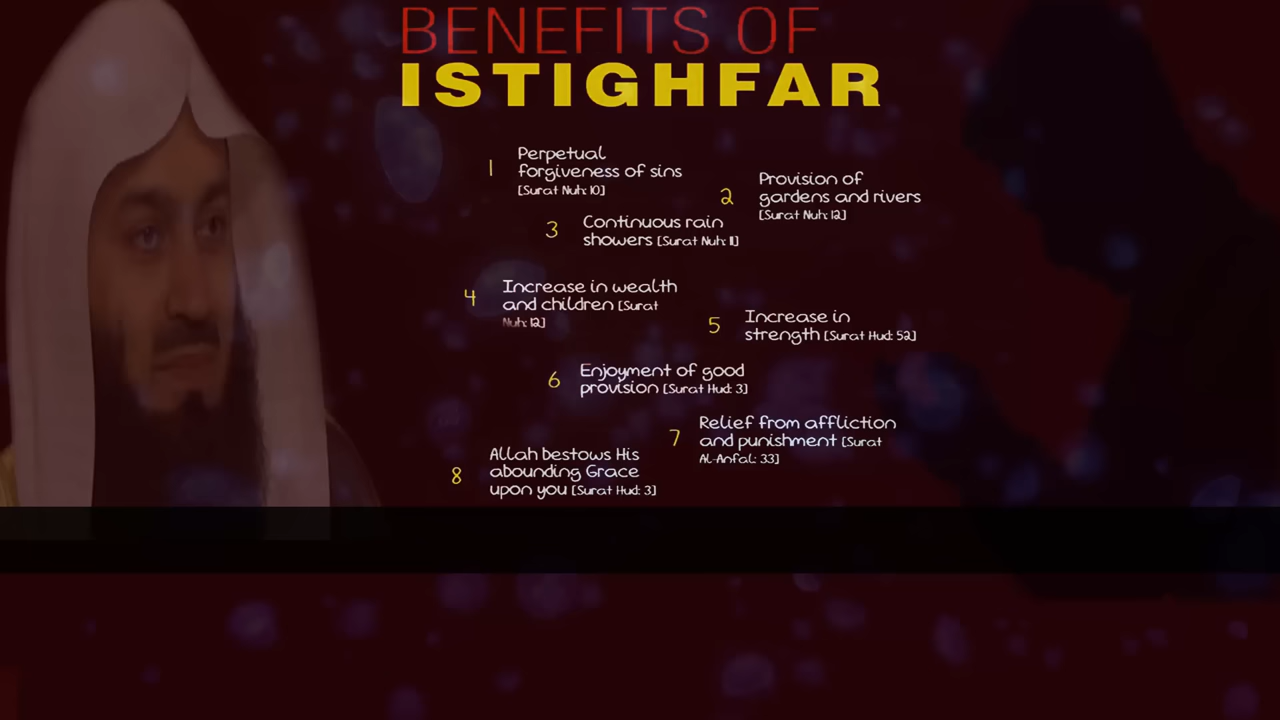 BENEFITS OF
ISTIGHFAR
1 Perpetual
forgiveness of sins
[Surat Nuh: 10]
2 Provision of
gardens and rivers
[Surat Nuh: 12]
3 Continuous rain
showers [Surat Nuh: 11]
4 Increase in wealth
and children [Surat
Nuh: 12]
5 Increase in
strength [Surat Hud: 52]
6 Enjoyment of good
provision [Surat Hud: 3]
7 Relief from affliction
and punishment [Surat
Al-Anfal: 33]
8 Allah bestows His
abounding Grace
upon you [Surat Hud: 3]